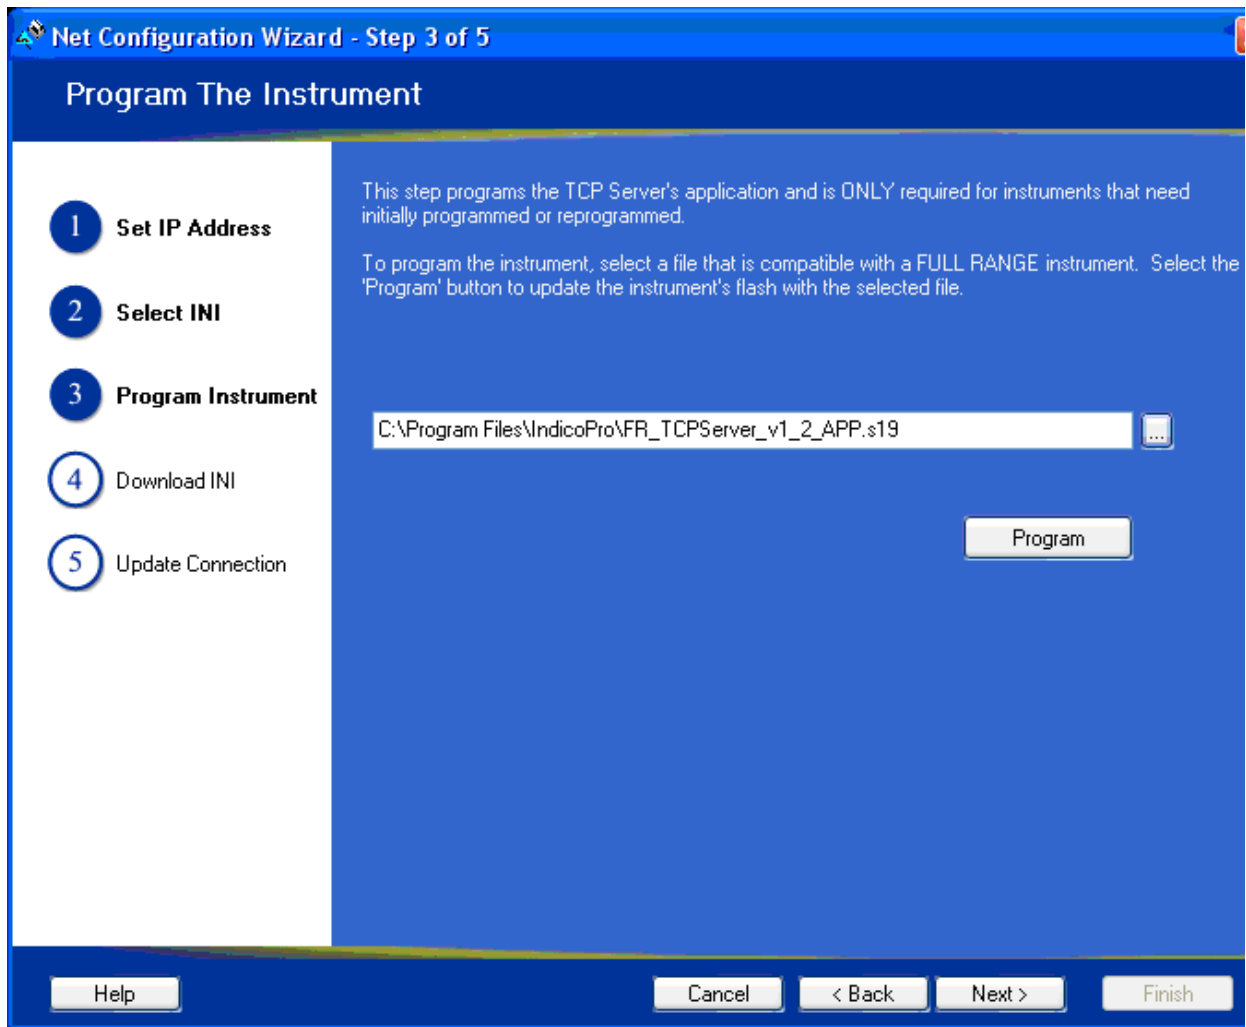 Net Configuration Wizard - Step 3 of 5
Program The Instrument
1 Set IP Address
2 Select INI
3 Program Instrument
4 Download INI
5 Update Connection
This step programs the TCP Server's application and is ONLY required for instruments that need
initially programmed or reprogrammed.
To program the instrument, select a file that is compatible with a FULL RANGE instrument.  Select the
'Program' button to update the instrument's flash with the selected file.
C:\Program Files\IndicoPro\FR_TCPServer_v1_2_APP.s19
...
Program
Help
Cancel
< Back
Next >
Finish